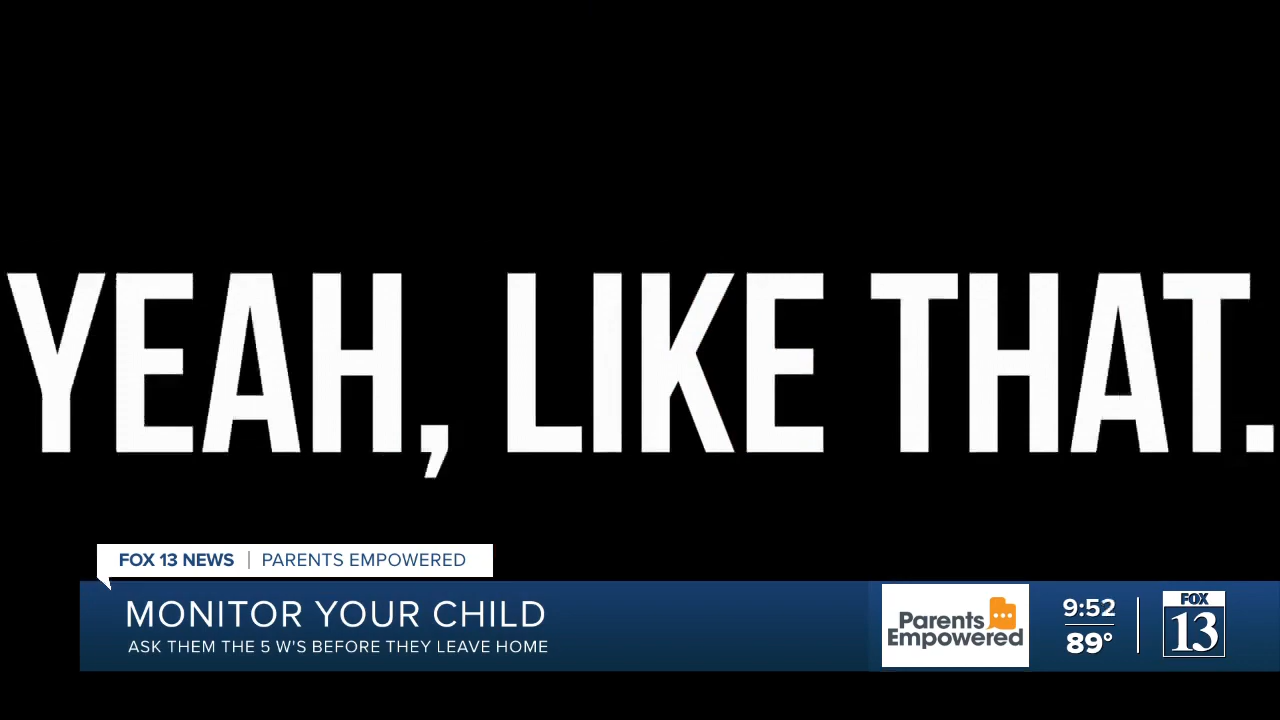 YEAH, LIKE THAT.
FOX 13 NEWS | PARENTS EMPOWERED
MONITOR YOUR CHILD
ASK THEM THE 5 W'S BEFORE THEY LEAVE HOME
Parents
Empowered
9:52
89°
FOX
13